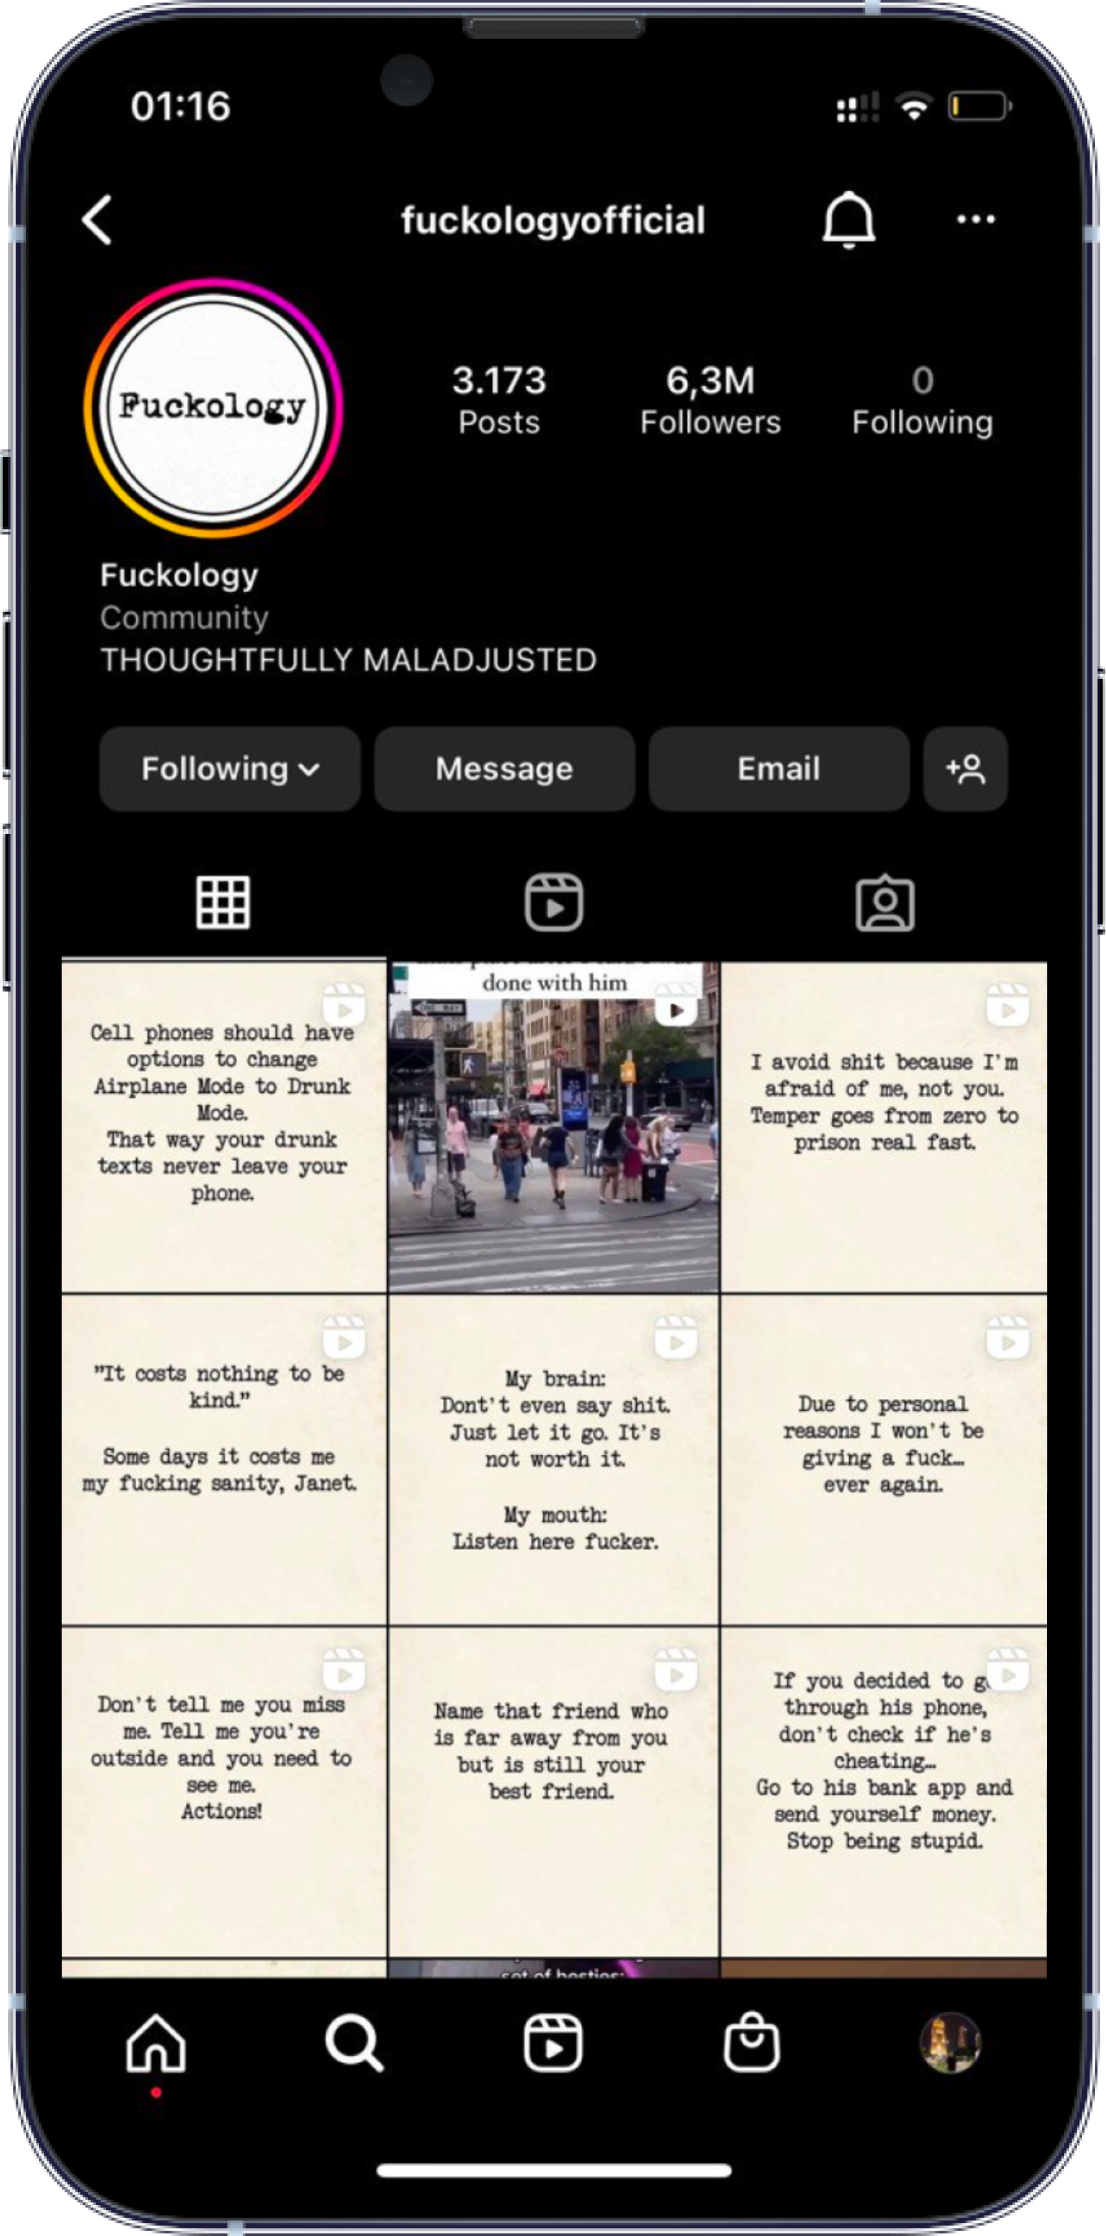 01:16
fuckologyofficial
Fuckology
3.173
Posts
6,3M
Followers
0
Following
Fuckology
Community
THOUGHTFULLY MALADJUSTED
Following
Message
Email
Cell phones should have
options to change
Airplane Mode to Drunk
Mode.
That way your drunk
texts never leave your
phone.
done with him
I avoid shit because I'm
afraid of me, not you.
Temper goes from zero to
prison real fast.
"It costs nothing to be
kind."
Some days it costs me
my fucking sanity, Janet.
My brain:
Dont't even say shit.
Just let it go. It's
not worth it.
My mouth:
Listen here fucker.
Due to personal
reasons I won't be
giving a fuck…
ever again.
Don't tell me you miss
me. Tell me you're
outside and you need to
see me.
Actions!
Name that friend who
is far away from you
but is still your
best friend.
If you decided to
through his phone,
don't check if he's
cheating…
Go to his bank app and
send yourself money.
Stop being stupid.
set of besties: